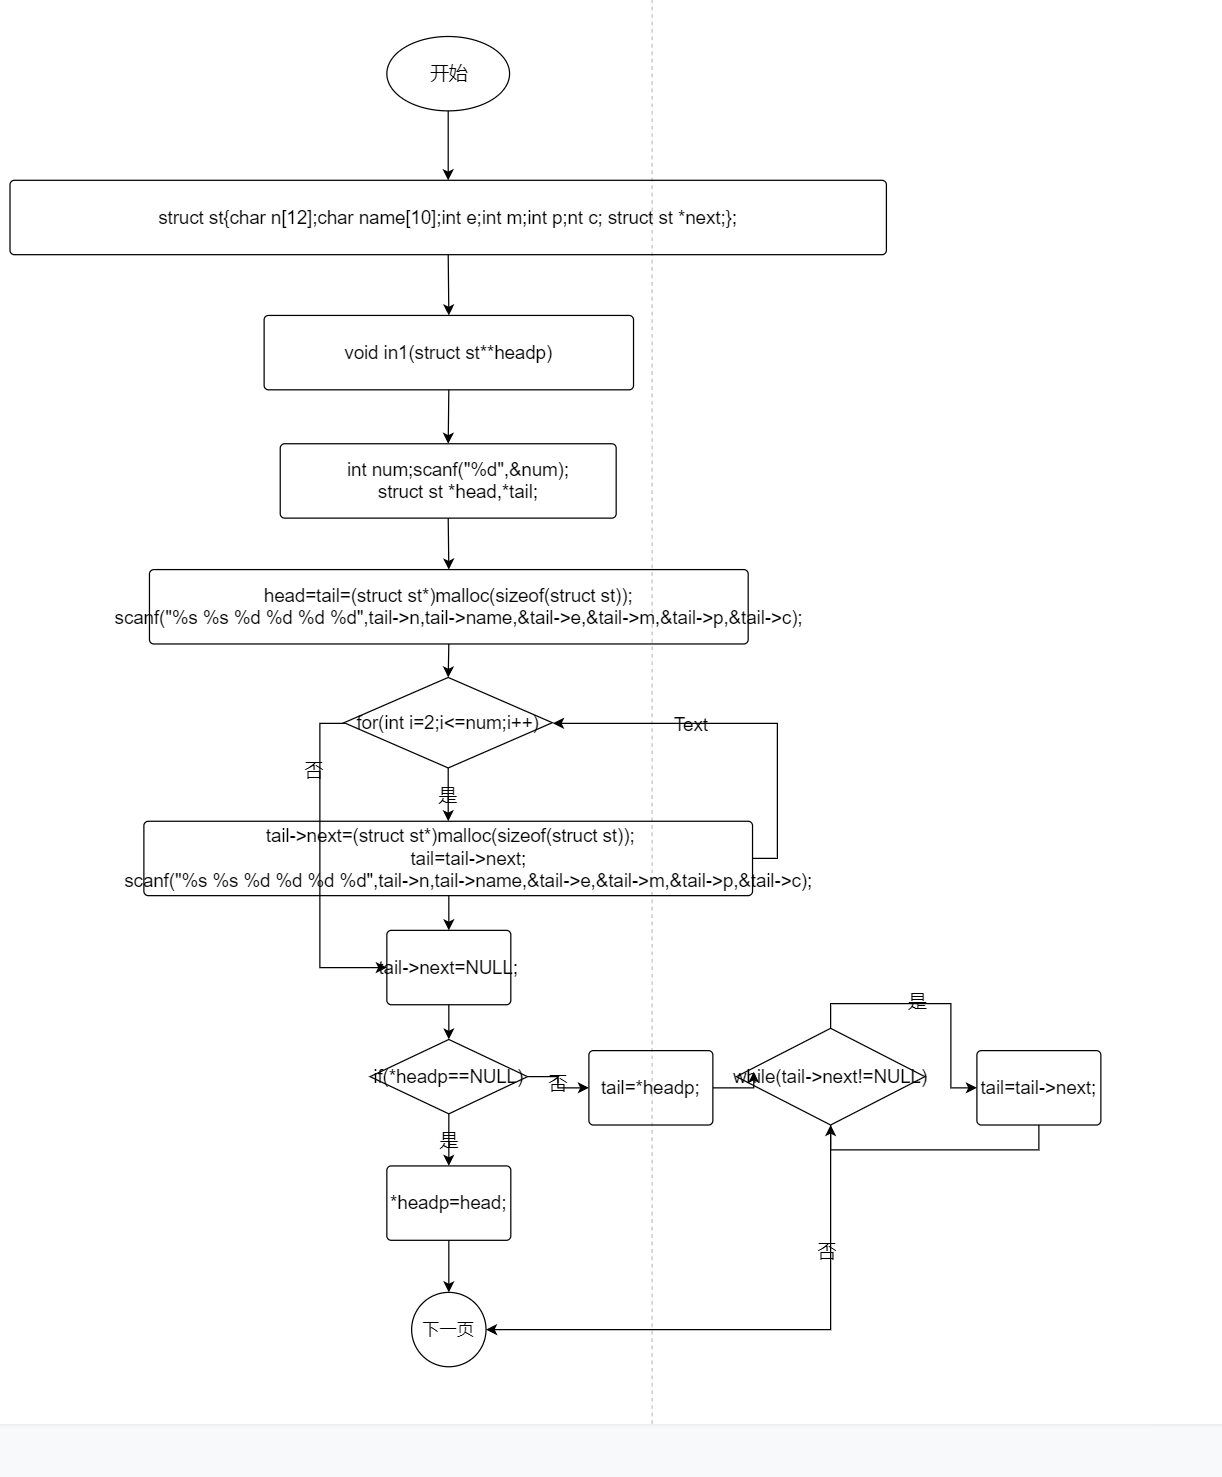 开始
struct st{char n[12];char name[10];int e;int m;int p;nt c; struct st *next;};
void in1(struct st**headp)
int num;scanf("%d",&num);
struct st *head,*tail;
head=tail=(struct st*)malloc(sizeof(struct st));
scanf("%s %s %d %d %d %d",tail->n,tail->name,&tail->e,&tail->m,&tail->p,&tail->c);
for(int i=2;i<=num;i++)
Text
否
是
tail->next=(struct st*)malloc(sizeof(struct st));
tail=tail->next;
scanf("%s %s %d %d %d %d",tail->n,tail->name,&tail->e,&tail->m,&tail->p,&tail->c);
tail->next=NULL;
是
if(*headp==NULL)
否
tail=*headp;
while(tail->next!=NULL)
tail=tail->next;
是
*headp=head;
否
下一页